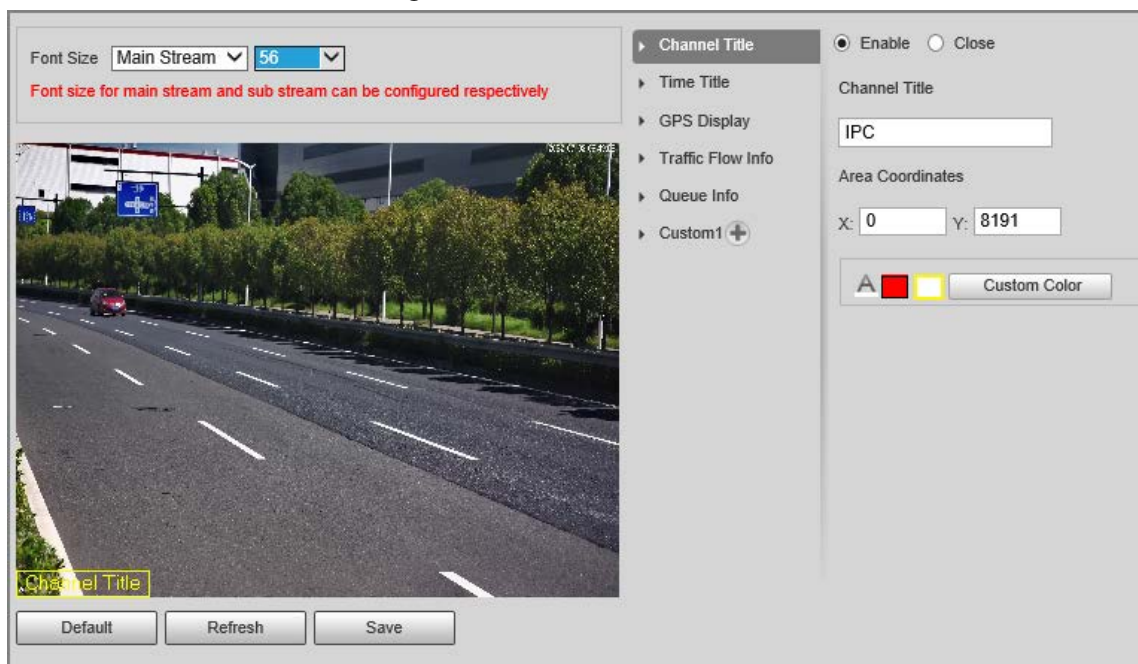 Font Size Main Stream 56
Font size for main stream and sub stream can be configured respectively
Channel Title
Default Refresh Save
Channel Title
Time Title
GPS Display
Traffic Flow Info
Queue Info
Custom1
Enable Close
Channel Title
IPC
Area Coordinates
X: 0 Y: 8191
A Custom Color